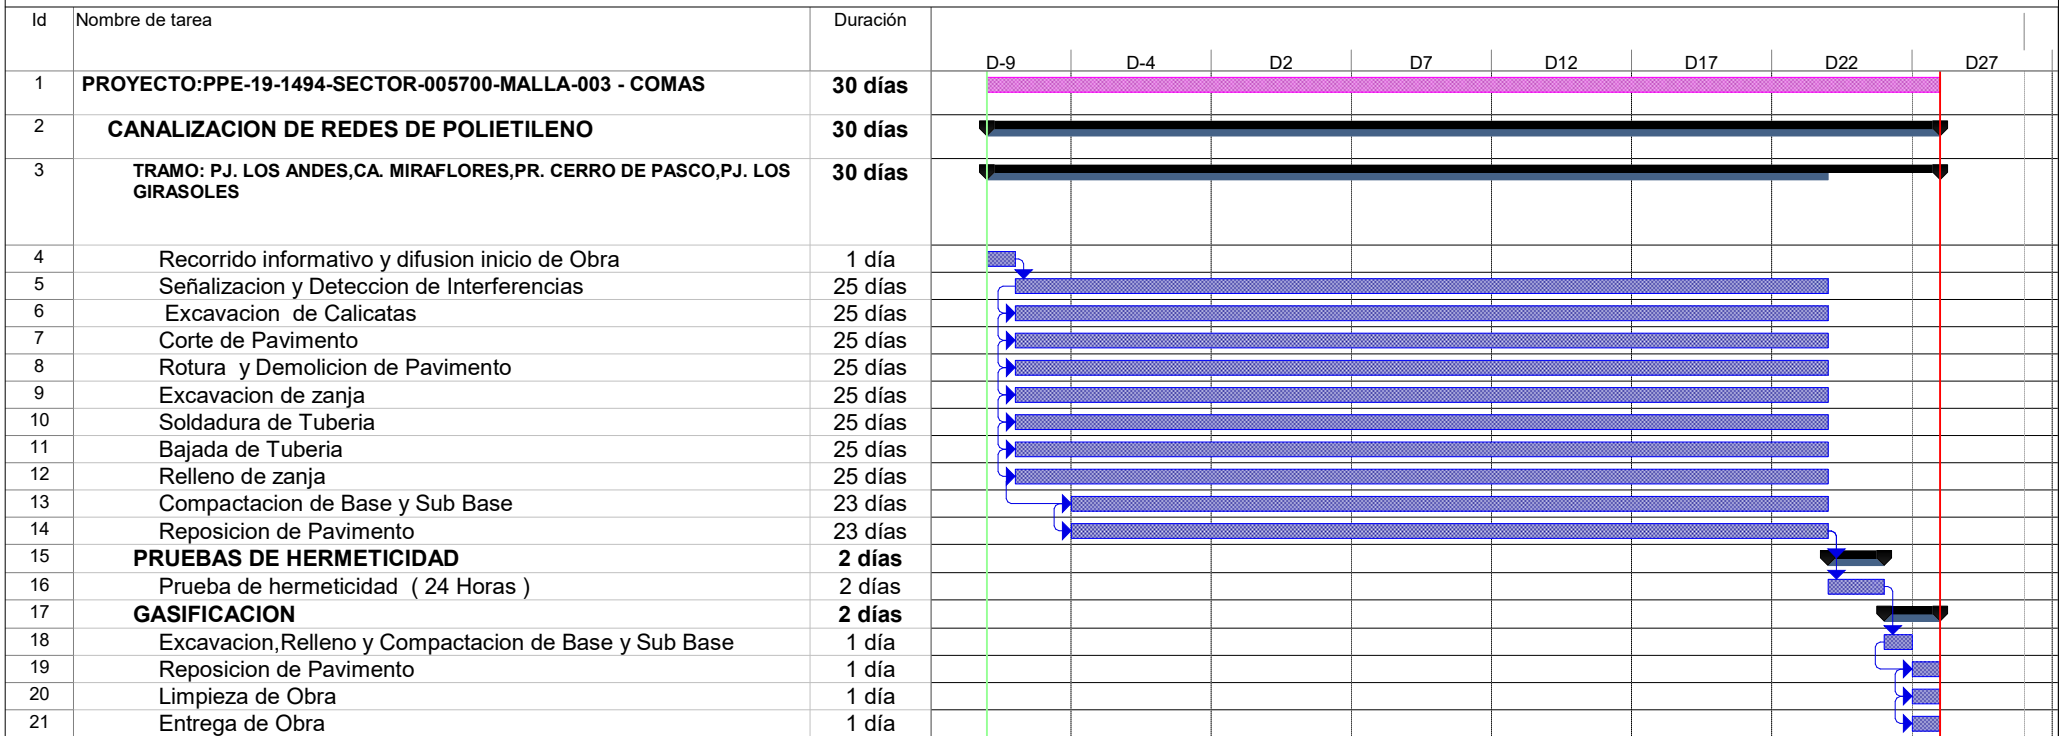 Id Nombre de tarea Duración
D-9 D-4 D2 D7 D12 D17 D22 D27
1 PROYECTO:PPE-19-1494-SECTOR-005700-MALLA-003 - COMAS 30 días
2 CANALIZACION DE REDES DE POLIETILENO 30 días
3 TRAMO: PJ. LOS ANDES,CA. MIRAFLORES,PR. CERRO DE PASCO,PJ. LOS 30 días
GIRASOLES
4 Recorrido informativo y difusion inicio de Obra 1 día
5 Señalizacion y Deteccion de Interferencias 25 días
6 Excavacion de Calicatas 25 días
7 Corte de Pavimento 25 días
8 Rotura y Demolicion de Pavimento 25 días
9 Excavacion de zanja 25 días
10 Soldadura de Tuberia 25 días
11 Bajada de Tuberia 25 días
12 Relleno de zanja 25 días
13 Compactacion de Base y Sub Base 23 días
14 Reposicion de Pavimento 23 días
15 PRUEBAS DE HERMETICIDAD 2 días
16 Prueba de hermeticidad ( 24 Horas ) 2 días
17 GASIFICACION 2 días
18 Excavacion,Relleno y Compactacion de Base y Sub Base 1 día
19 Reposicion de Pavimento 1 día
20 Limpieza de Obra 1 día
21 Entrega de Obra 1 día